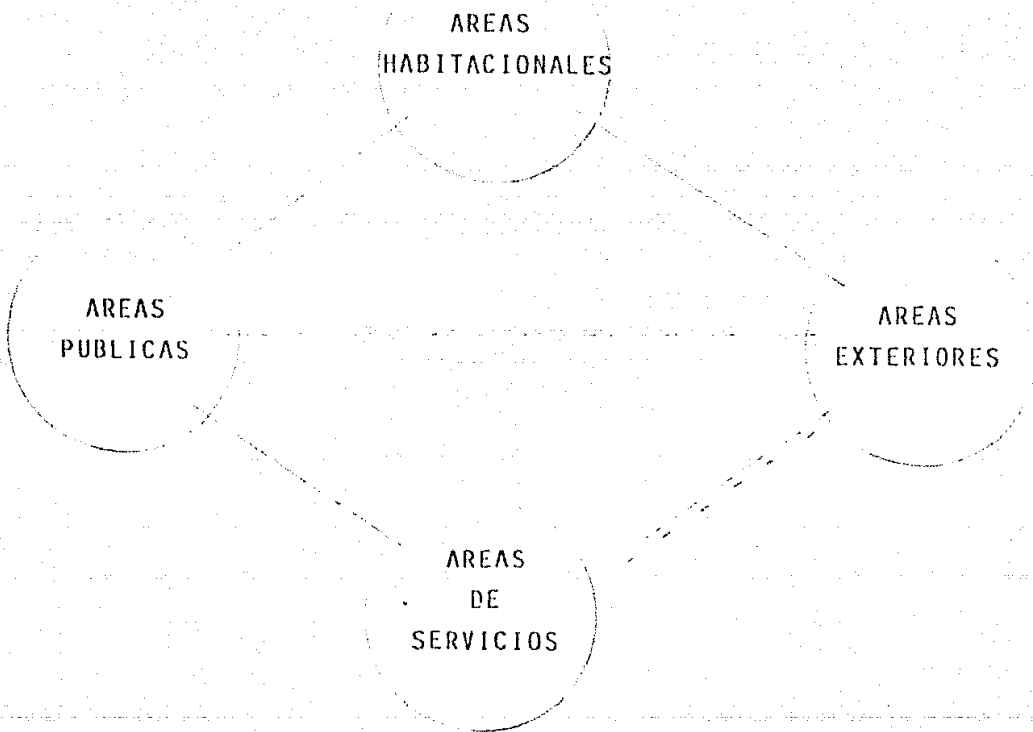 AREAS
HABITACIONALES
AREAS
PUBLICAS
AREAS
EXTERIORES
AREAS
DE
SERVICIOS